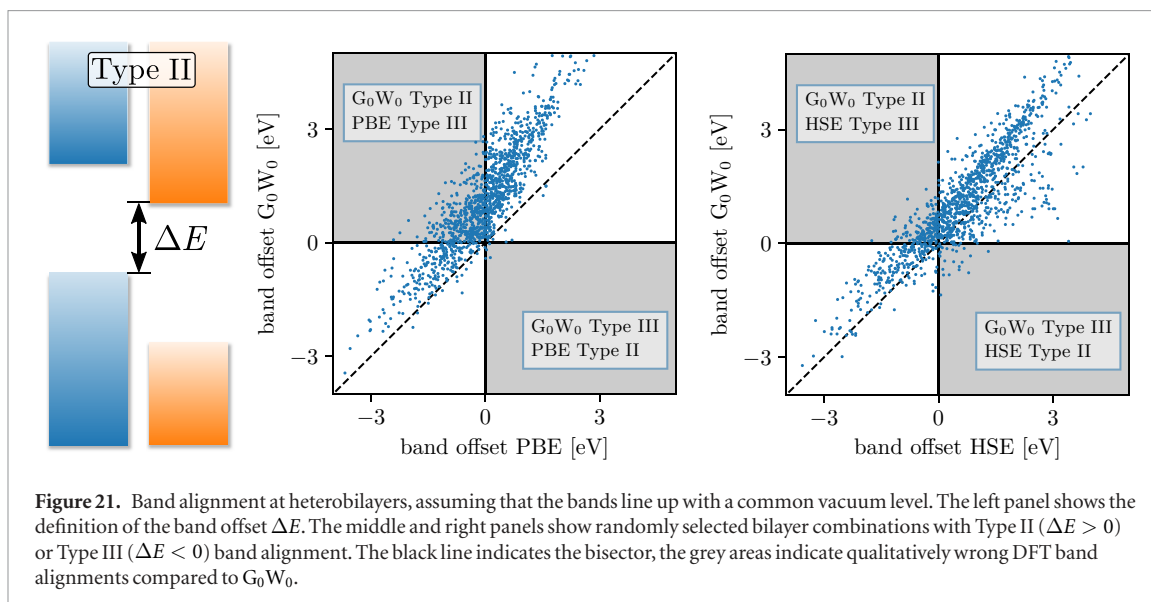 Type II
ΔE
band offset G₀W₀ [eV]
3
0
−3
G₀W₀ Type II
PBE Type III
G₀W₀ Type III
PBE Type II
−3
0
3
band offset PBE [eV]
band offset G₀W₀ [eV]
3
0
−3
G₀W₀ Type II
HSE Type III
G₀W₀ Type III
HSE Type II
−3
0
3
band offset HSE [eV]
Figure 21. Band alignment at heterobilayers, assuming that the bands line up with a common vacuum level. The left panel shows the
definition of the band offset ΔE. The middle and right panels show randomly selected bilayer combinations with Type II (ΔE > 0)
or Type III (ΔE < 0) band alignment. The black line indicates the bisector, the grey areas indicate qualitatively wrong DFT band
alignments compared to G₀W₀.